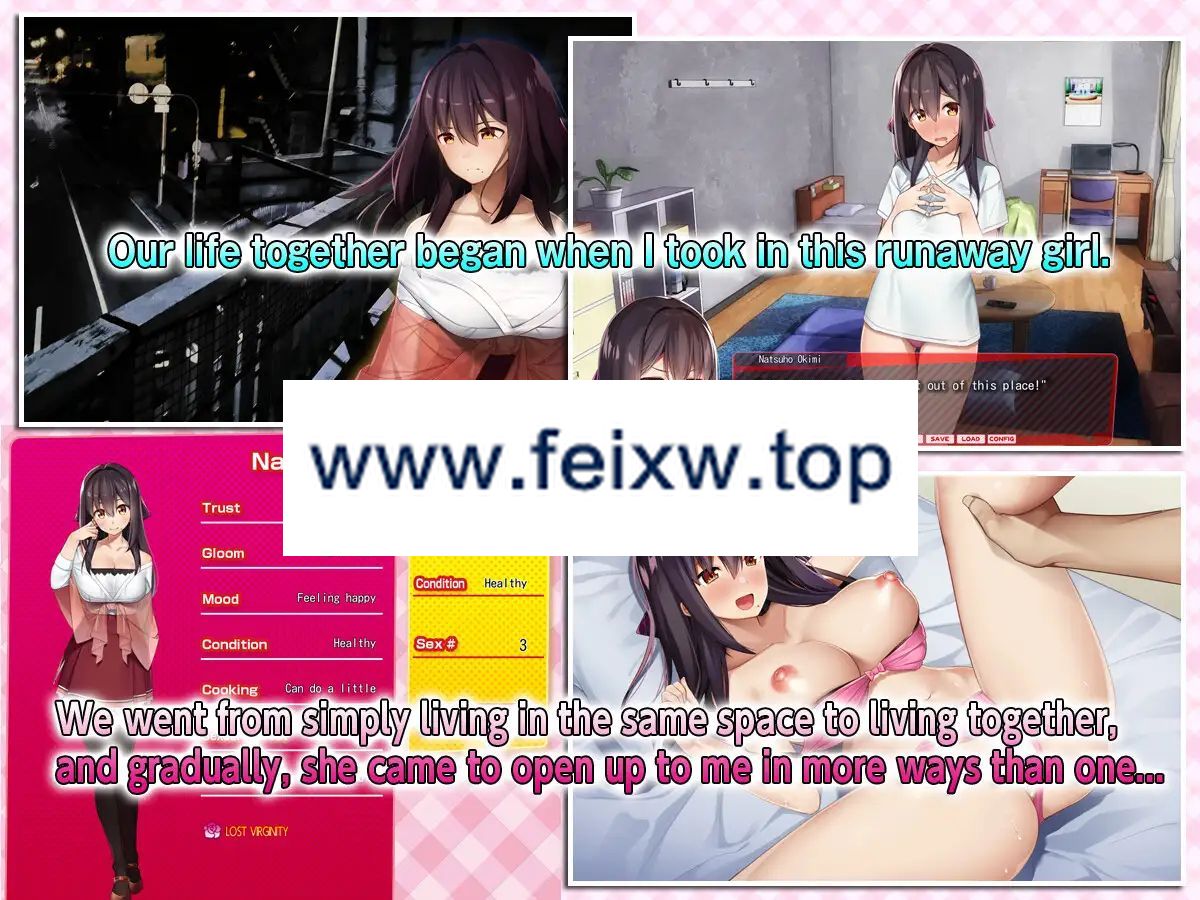 Our life together began when I took in this runaway girl.
Natsuho Okimi
out of this place!"
SAVE LOAD CONFIG
www.feixw.top
Trust
Gloom
Mood Feeling happy
Condition Healthy
Cooking Can do a little
Condition Healthy
Sex # 3
We went from simply living in the same space to living together,
and gradually, she came to open up to me in more ways than one...
LOST VIRGINITY